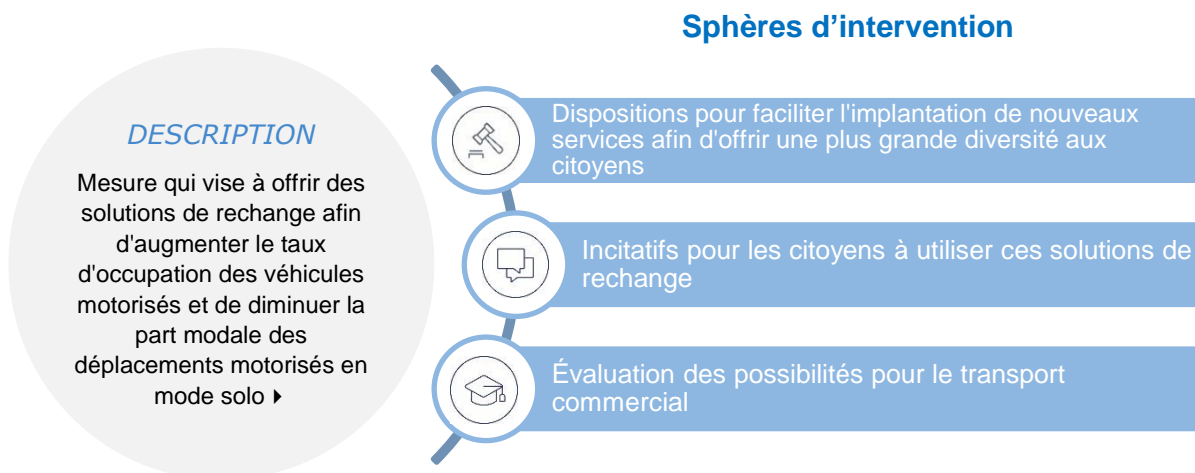 Sphères d’intervention
DESCRIPTION
Mesure qui vise à offrir des
solutions de rechange afin
d'augmenter le taux
d'occupation des véhicules
motorisés et de diminuer la
part modale des
déplacements motorisés en
mode solo
Dispositions pour faciliter l'implantation de nouveaux
services afin d'offrir une plus grande diversité aux
citoyens
Incitatifs pour les citoyens à utiliser ces solutions de
rechange
Évaluation des possibilités pour le transport
commercial